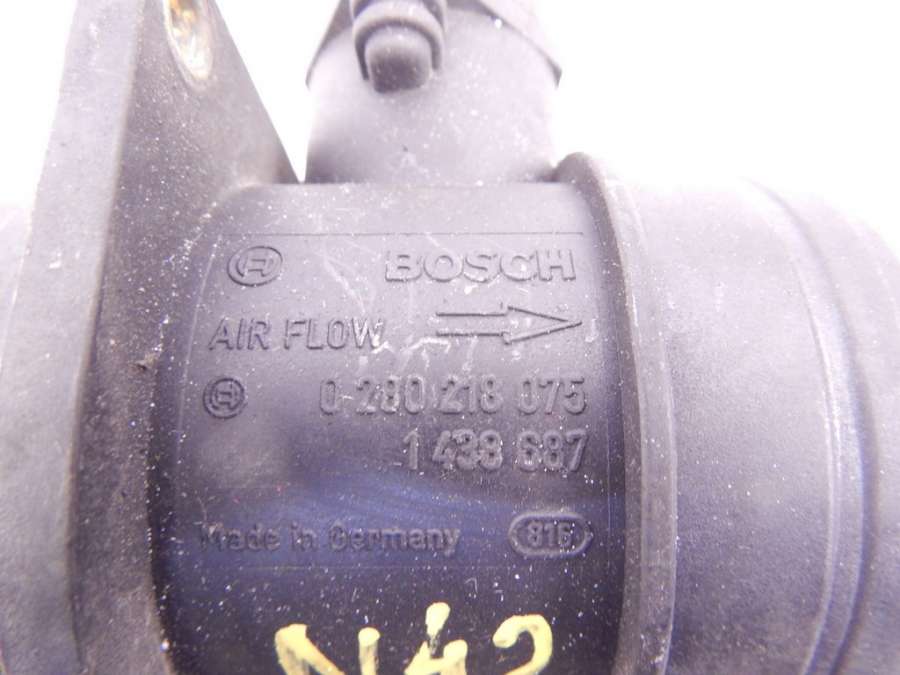 BOSCH
AIR FLOW
0 280 218 075
1 438 687
Made in Germany 816
N42